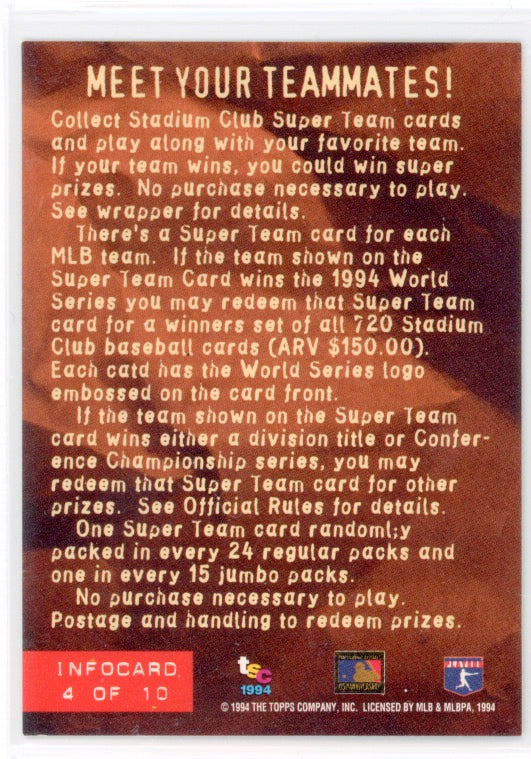 MEET YOUR TEAMMATES!
Collect Stadium Club Super Team cards
and play along with your favorite team.
If your team wins, you could win super
prizes. No purchase necessary to play.
See wrapper for details.
There's a Super Team card for each
MLB team. If the team shown on the
Super Team Card wins the 1994 World
Series you may redeem that Super Team
card for a winners set of all 720 Stadium
Club baseball cards (ARV $150.00).
Each catd has the World Series logo
embossed on the card front.
If the team shown on the Super Team
card wins either a division title or Confer-
ence Championship series, you may
redeem that Super Team card for other
prizes. See Official Rules for details.
One Super Team card randoml;y
packed in every 24 regular packs and
one in every 15 jumbo packs.
No purchase necessary to play.
Postage and handling to redeem prizes.
INFOCARD
4 OF 10
tsc
1994
© 1994 THE TOPPS COMPANY, INC. LICENSED BY MLB & MLBPA, 1994